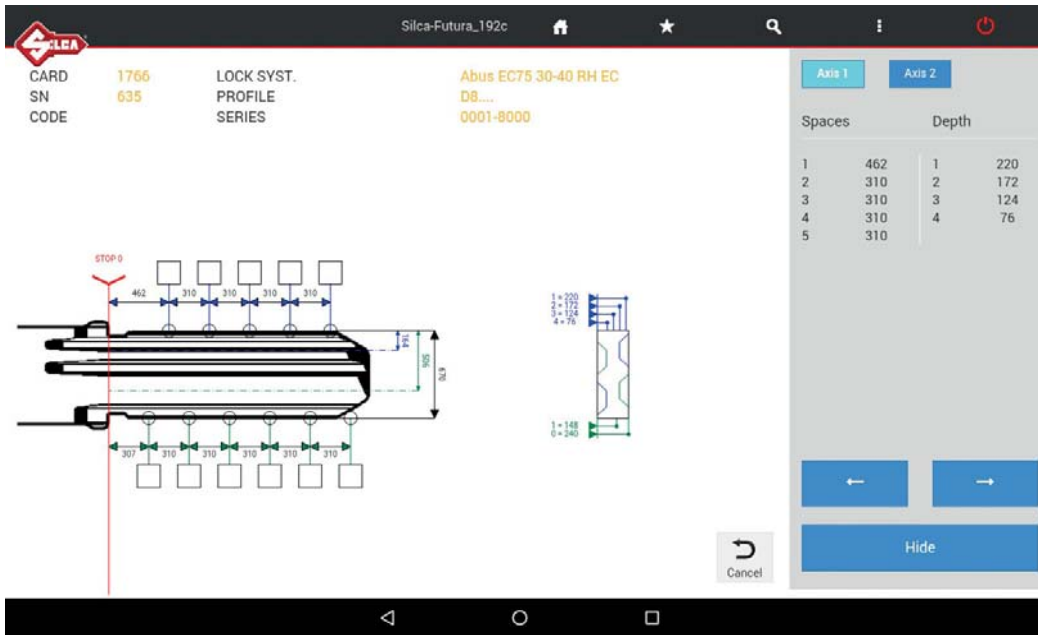 Silca-Futura_192c
SILCA
CARD 1766 LOCK SYST. Abus EC75 30-40 RH EC
SN 635 PROFILE D8....
CODE SERIES 0001-8000
Axis 1 Axis 2
Spaces Depth
1 462 1 220
2 310 2 172
3 310 3 124
4 310 4 76
5 310
STOP 0
462 310 310 310 310
1 = 220
2 = 172
3 = 124
4 = 76
164
506
670
1 = 148
0 = 240
307 310 310 310 310 310
← →
Hide
Cancel